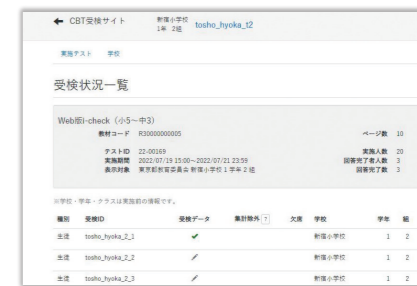 ← CBT受検サイト 新宿小学校 1年 2組 tosho_hyoka_t2
実施テスト 学校
受検状況一覧
Web版i-check（小5～中3）
教材コード R30000000005 ページ数 10
テストID 22-00169 実施人数 20
実施期間 2022/07/19 15:00～2022/07/21 23:59 回答完了者人数 3
表示対象 東京都教育委員会 新宿小学校 1 学年 2 組 回答完了数 3
※学校・学年・クラスは実施前の情報です。
種別 受検ID 受検データ 集計除外 ? 欠席 学校 学年 組
生徒 tosho_hyoka_2_1 ✔ 新宿小学校 1 2
生徒 tosho_hyoka_2_2 新宿小学校 1 2
生徒 tosho_hyoka_2_3 新宿小学校 1 2